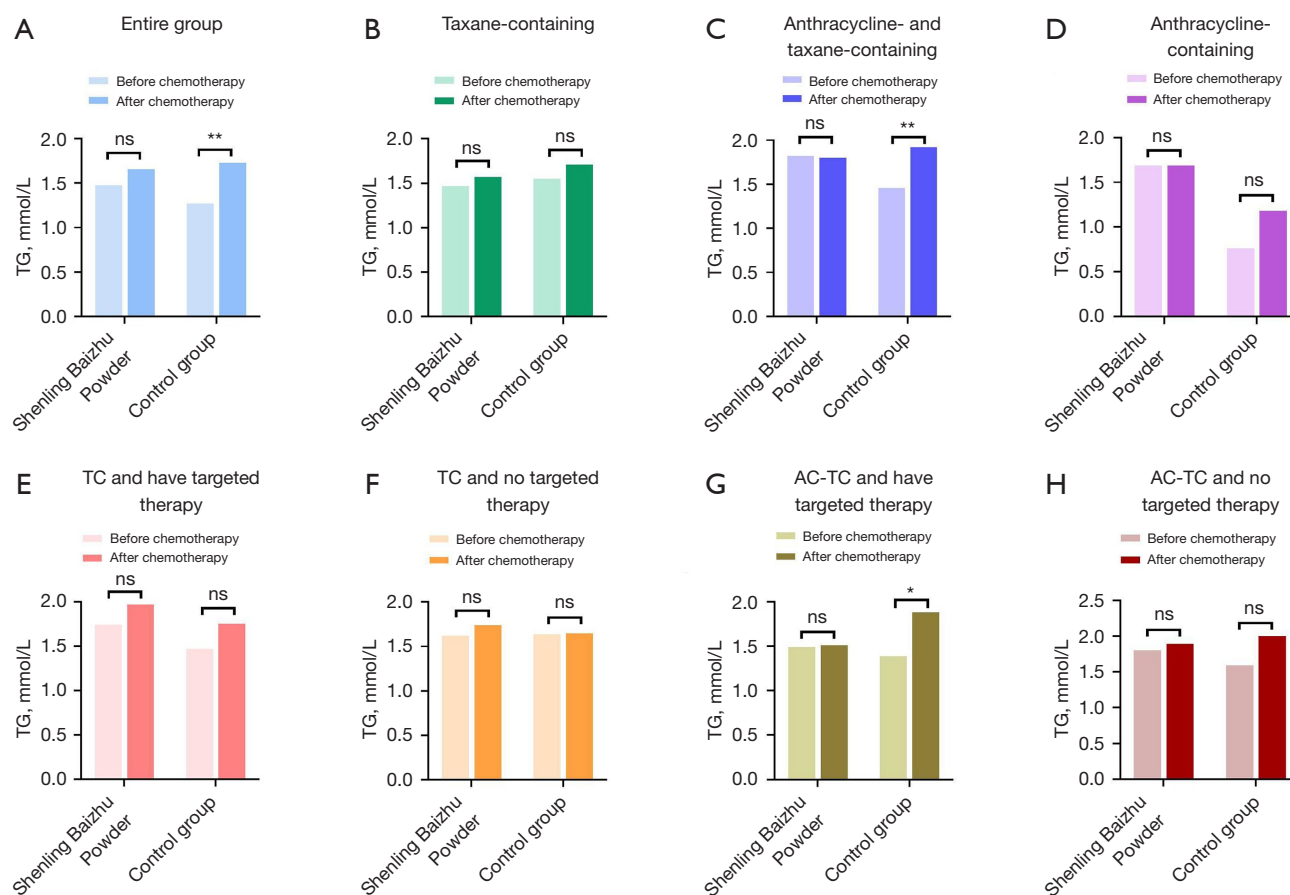 A
Entire group
Before chemotherapy
After chemotherapy
TG, mmol/L
2.0
1.5
1.0
0.5
0.0
ns
**
Shenling Baizhu
Powder
Control group
B
Taxane-containing
Before chemotherapy
After chemotherapy
TG, mmol/L
2.0
1.5
1.0
0.5
0.0
ns
ns
Shenling Baizhu
Powder
Control group
C
Anthracycline- and
taxane-containing
Before chemotherapy
After chemotherapy
TG, mmol/L
2.0
1.5
1.0
0.5
0.0
ns
**
Shenling Baizhu
Powder
Control group
D
Anthracycline-
containing
Before chemotherapy
After chemotherapy
TG, mmol/L
2.0
1.5
1.0
0.5
0.0
ns
ns
Shenling Baizhu
Powder
Control group
E
TC and have targeted
therapy
Before chemotherapy
After chemotherapy
TG, mmol/L
2.0
1.5
1.0
0.5
0.0
ns
ns
Shenling Baizhu
Powder
Control group
F
TC and no targeted
therapy
Before chemotherapy
After chemotherapy
TG, mmol/L
2.0
1.5
1.0
0.5
0.0
ns
ns
Shenling Baizhu
Powder
Control group
G
AC-TC and have
targeted therapy
Before chemotherapy
After chemotherapy
TG, mmol/L
2.0
1.5
1.0
0.5
0.0
ns
*
Shenling Baizhu
Powder
Control group
H
AC-TC and no
targeted therapy
Before chemotherapy
After chemotherapy
TG, mmol/L
2.5
2.0
1.5
1.0
0.5
0.0
ns
ns
Shenling Baizhu
Powder
Control group